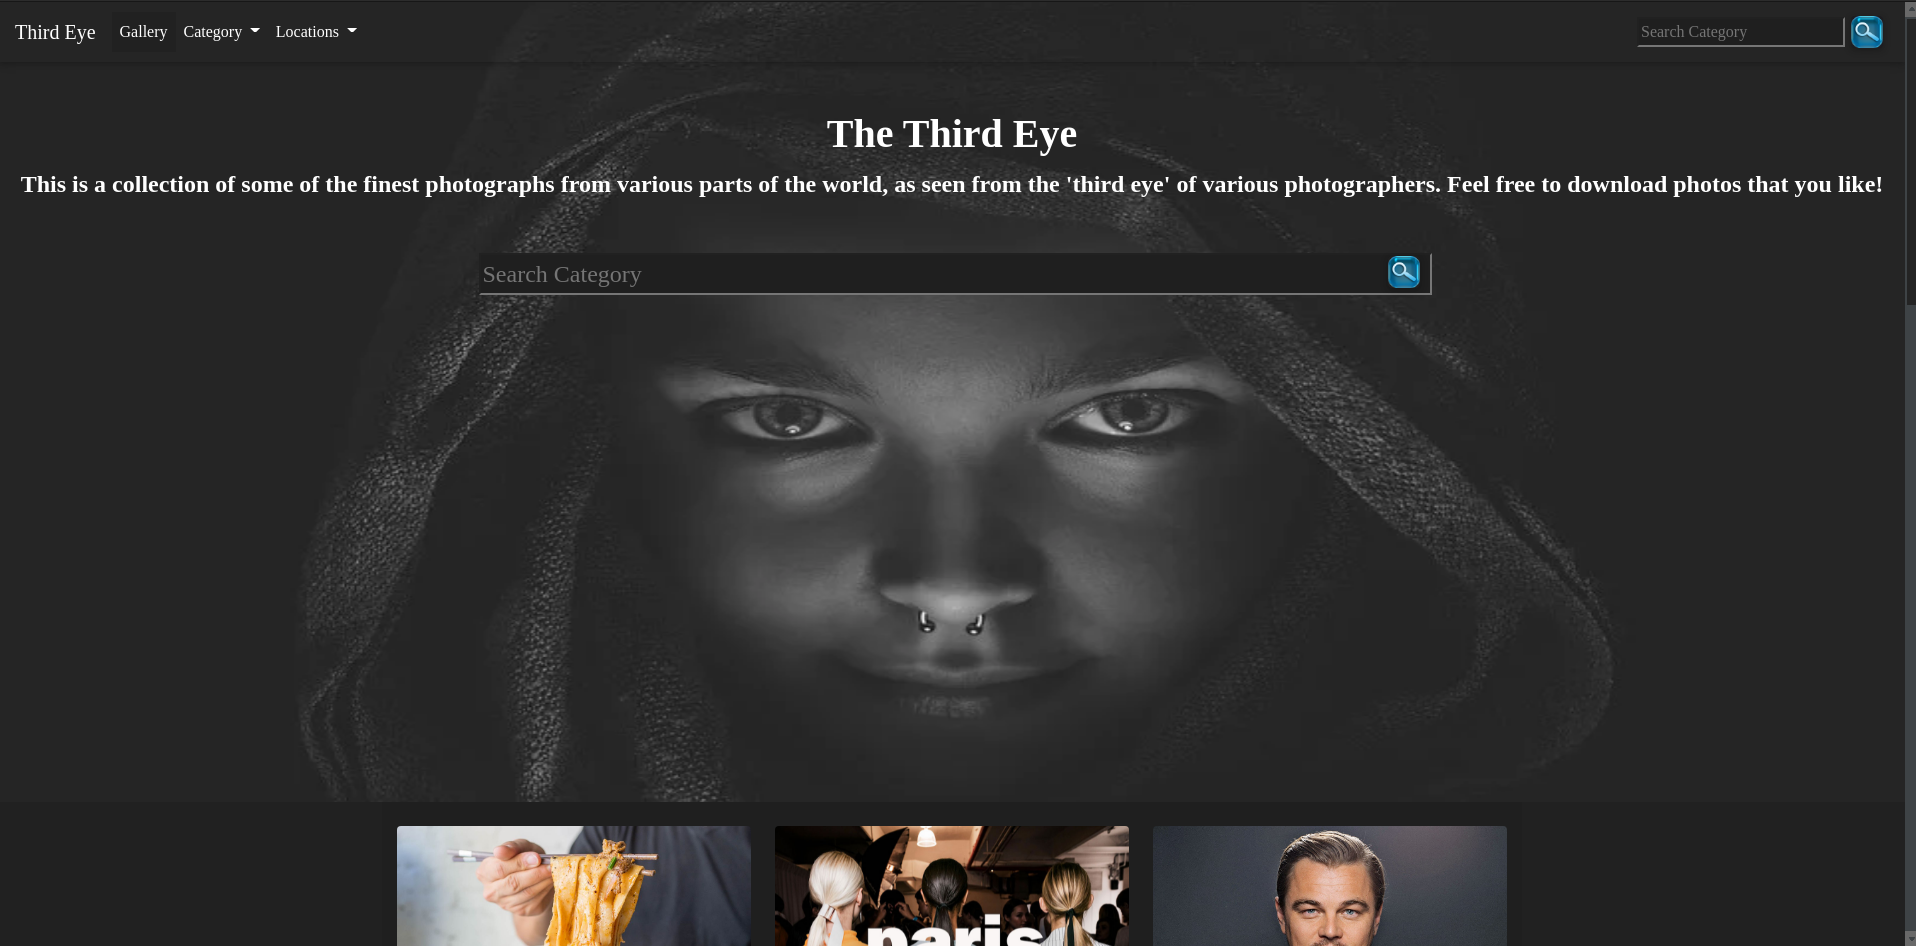 Third Eye Gallery Category Locations Search Category
The Third Eye
This is a collection of some of the finest photographs from various parts of the world, as seen from the 'third eye' of various photographers. Feel free to download photos that you like!
Search Category
paris